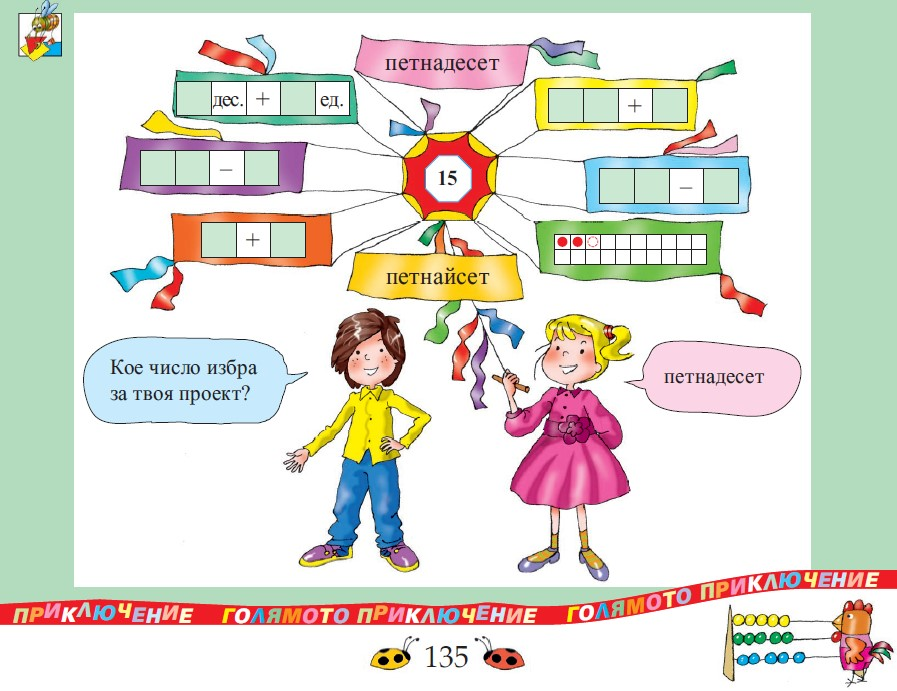 петнадесет
дес. + ед.
+
–
15
–
+
петнайсет
Кое число избра
за твоя проект?
петнадесет
ПРИКЛЮЧЕНИЕ ГОЛЯМОТО ПРИКЛЮЧЕНИЕ ГОЛЯМОТО ПРИКЛЮЧЕНИЕ
135